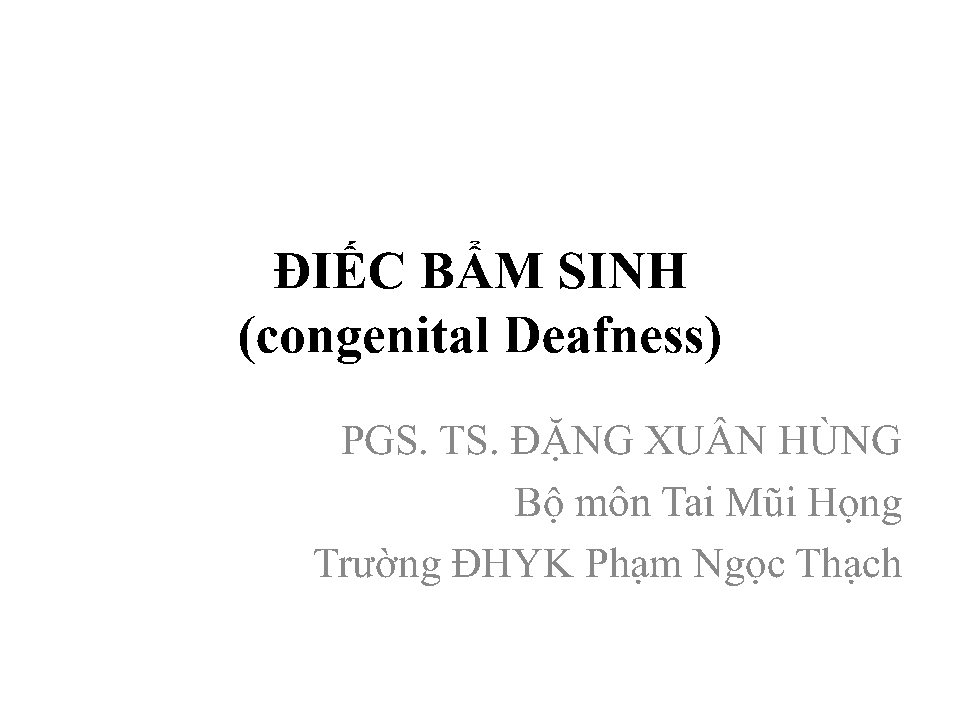 ĐIẾC BẨM SINH
(congenital Deafness)
PGS. TS. ĐẶNG XUÂN HÙNG
Bộ môn Tai Mũi Họng
Trường ĐHYK Phạm Ngọc Thạch